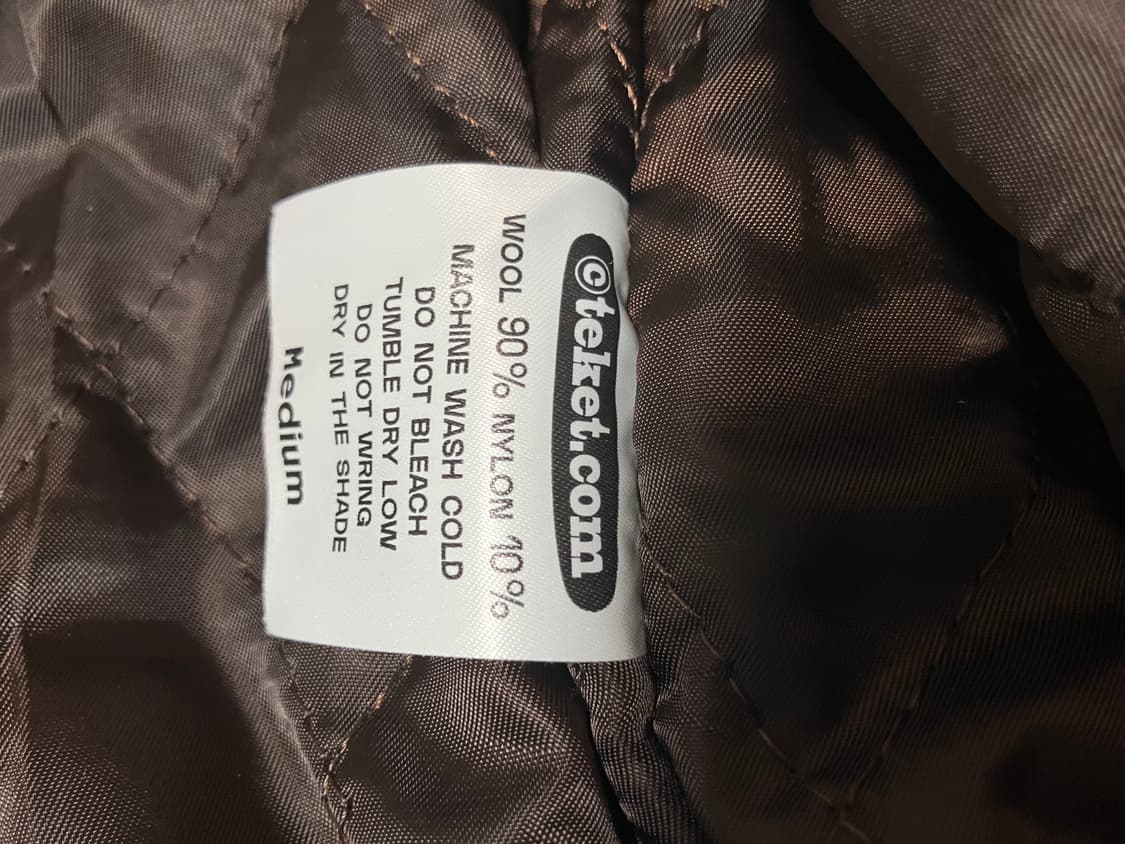 ©teket.com
WOOL 90% NYLON 10%
MACHINE WASH COLD
DO NOT BLEACH
TUMBLE DRY LOW
DO NOT WRING
DRY IN THE SHADE
Medium